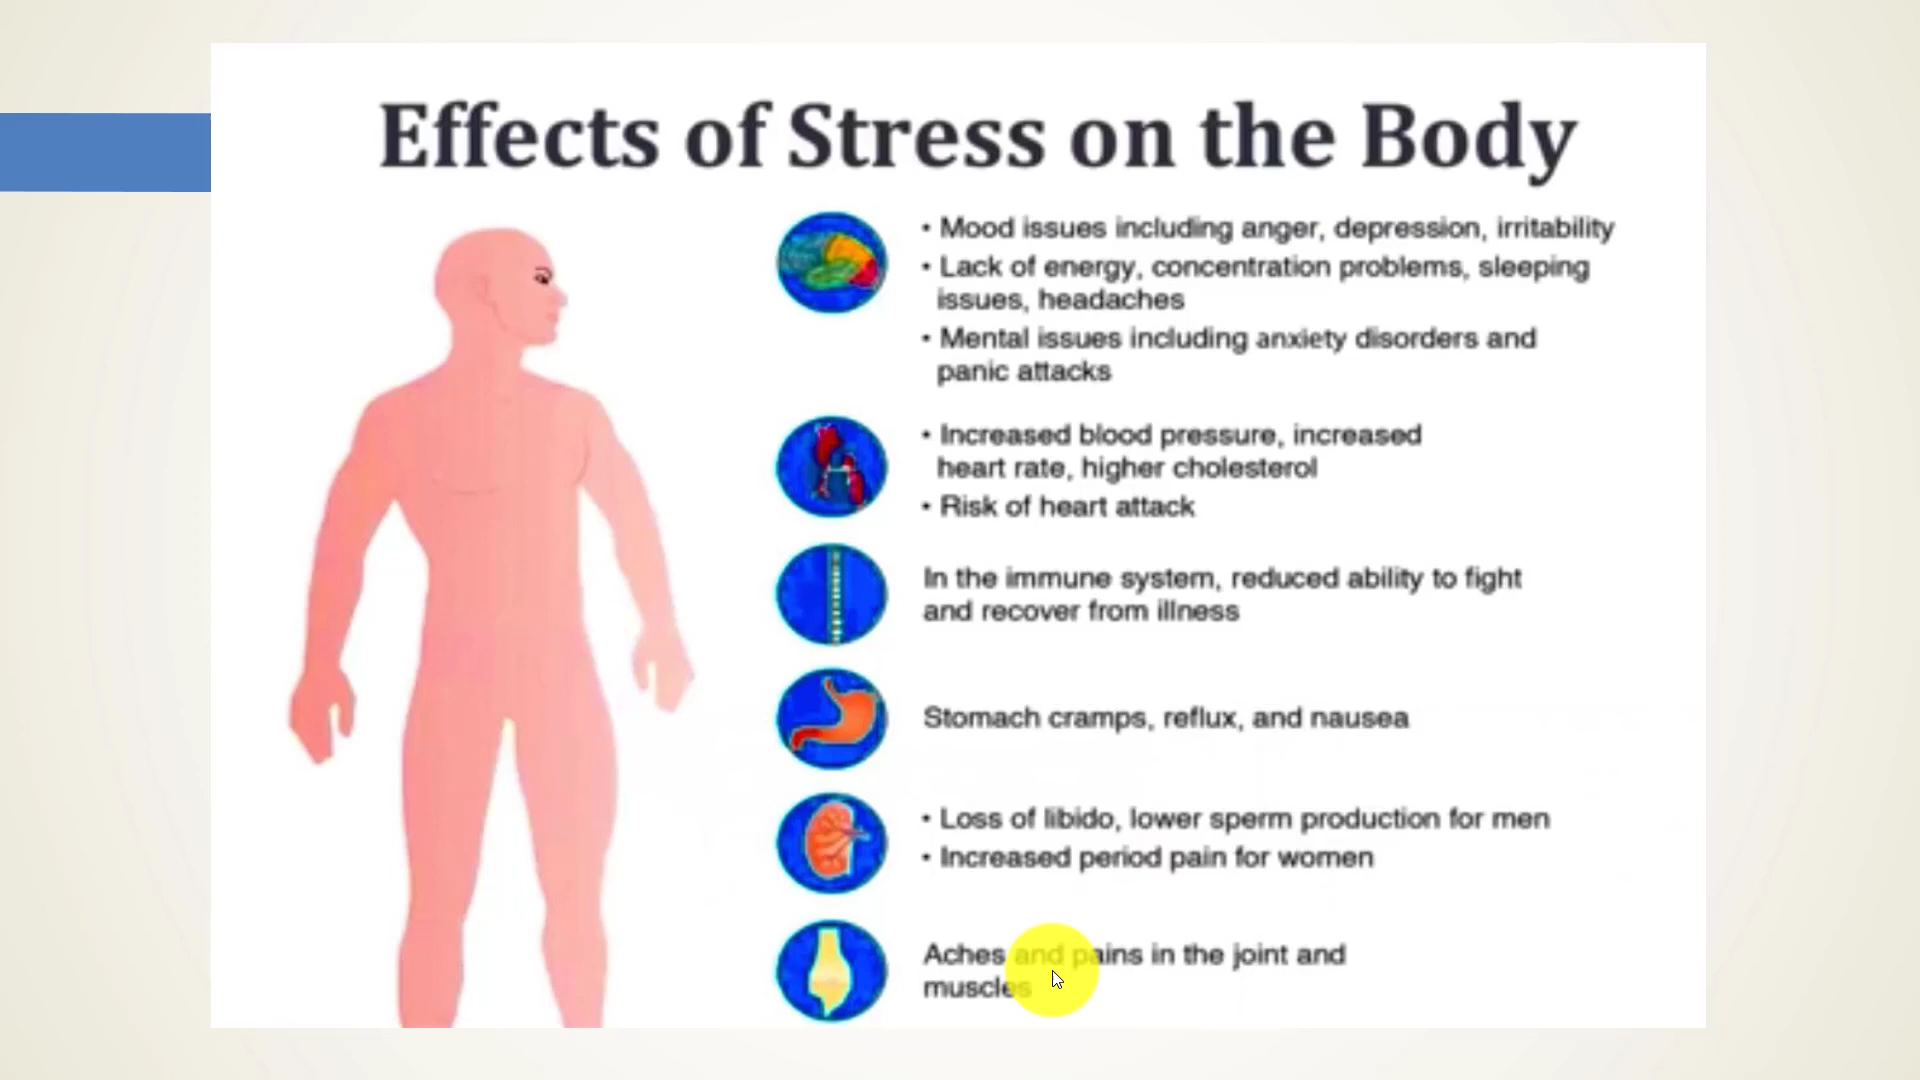 Effects of Stress on the Body
• Mood issues including anger, depression, irritability
• Lack of energy, concentration problems, sleeping
issues, headaches
• Mental issues including anxiety disorders and
panic attacks
• Increased blood pressure, increased
heart rate, higher cholesterol
• Risk of heart attack
In the immune system, reduced ability to fight
and recover from illness
Stomach cramps, reflux, and nausea
• Loss of libido, lower sperm production for men
• Increased period pain for women
Aches and pains in the joint and
muscles